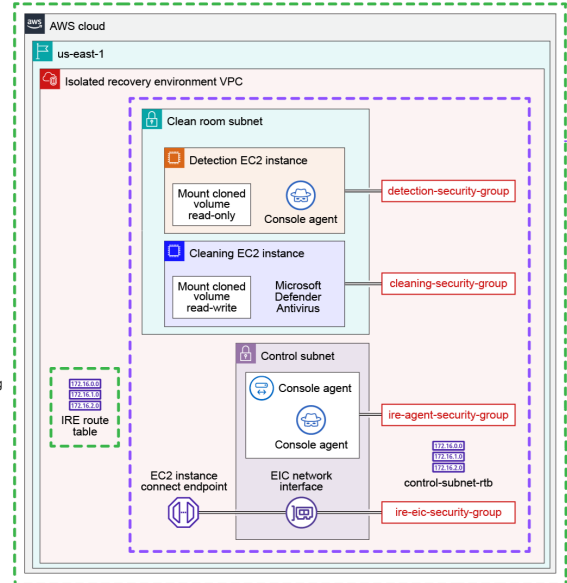 aws
AWS cloud
us-east-1
Isolated recovery environment VPC
Clean room subnet
Detection EC2 instance
Mount cloned
volume
read-only
Console agent
detection-security-group
Cleaning EC2 instance
Mount cloned
volume
read-write
Microsoft
Defender
Antivirus
cleaning-security-group
g
172.16.0.0
172.16.1.0
172.16.2.0
IRE route
table
Control subnet
Console agent
Console agent
ire-agent-security-group
172.16.0.0
172.16.1.0
172.16.2.0
control-subnet-rtb
EC2 instance
connect endpoint
EIC network
interface
ire-eic-security-group